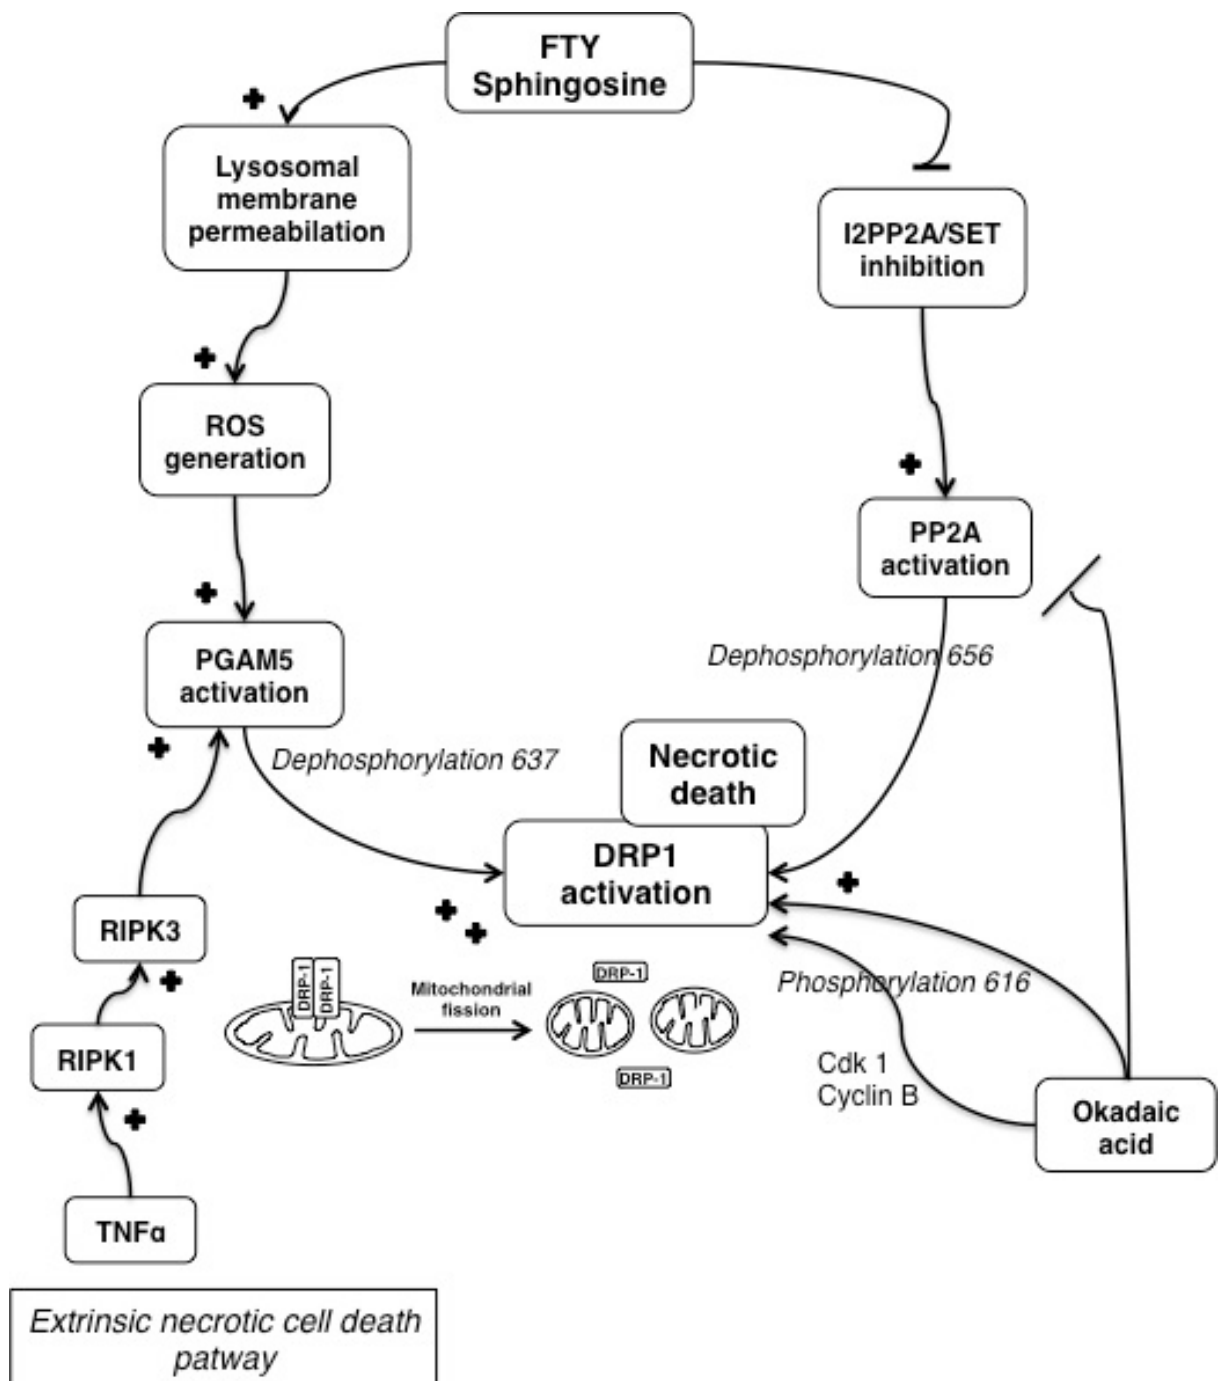 FTY
Sphingosine
Lysosomal
membrane
permeabilation
I2PP2A/SET
inhibition
ROS
generation
PP2A
activation
PGAM5
activation
Dephosphorylation 656
Dephosphorylation 637
Necrotic
death
DRP1
activation
RIPK3
DRP-1
DRP-1
Mitochondrial
fission
DRP-1
DRP-1
Phosphorylation 616
RIPK1
Cdk 1
Cyclin B
Okadaic
acid
TNFα
Extrinsic necrotic cell death
patway